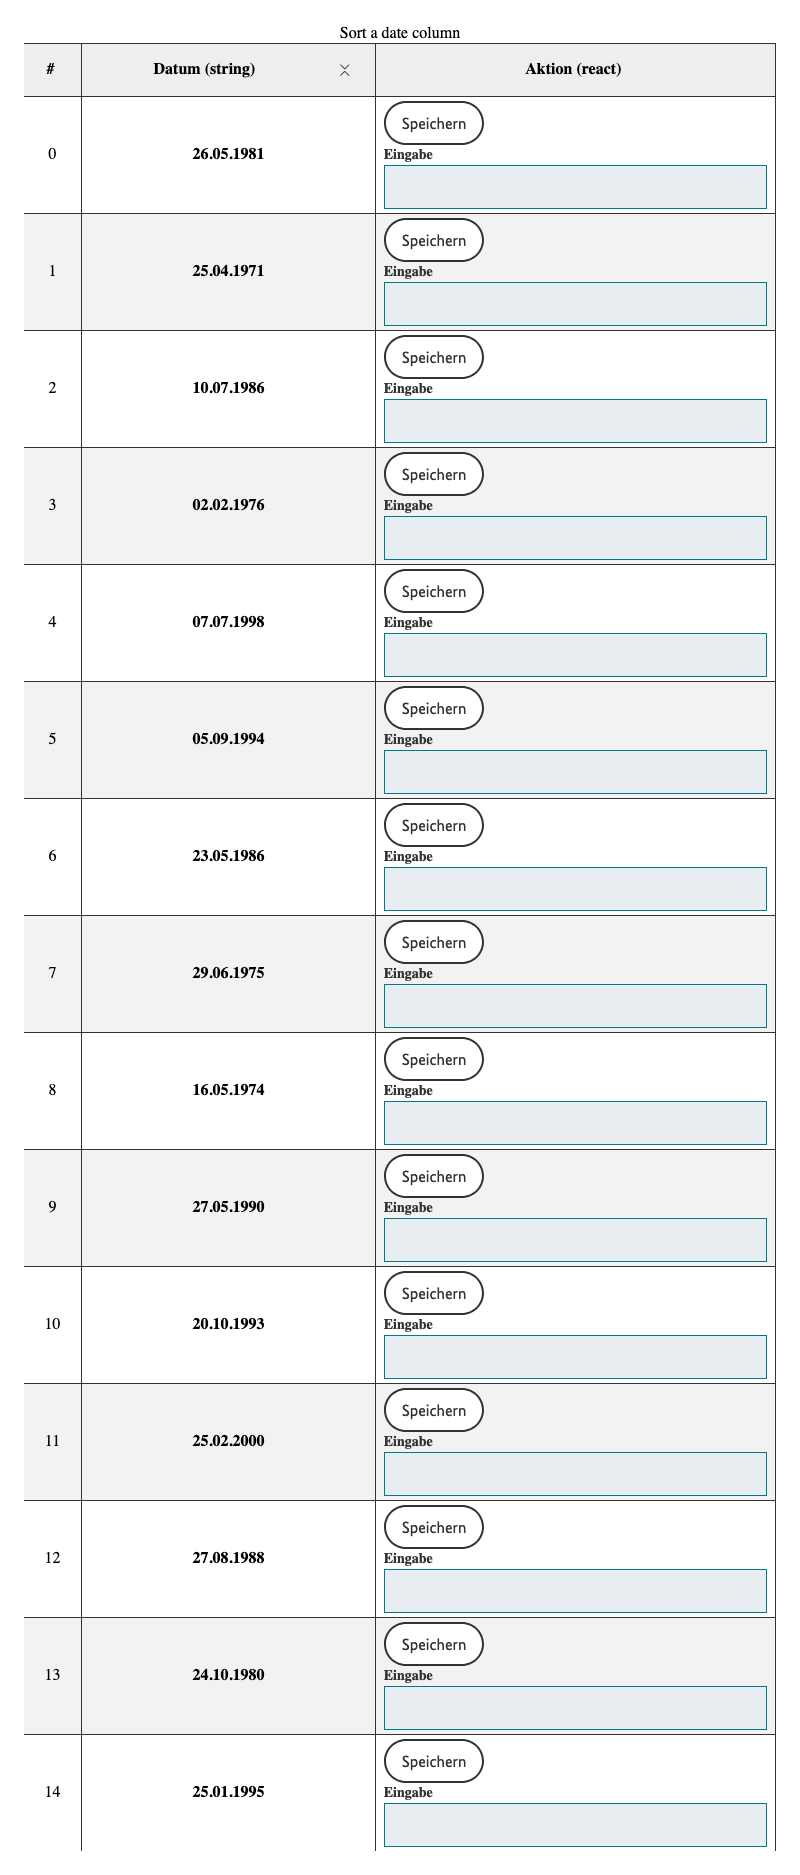 Sort a date column
# Datum (string) Aktion (react)
Speichern
0 26.05.1981 Eingabe
Speichern
1 25.04.1971 Eingabe
Speichern
2 10.07.1986 Eingabe
Speichern
3 02.02.1976 Eingabe
Speichern
4 07.07.1998 Eingabe
Speichern
5 05.09.1994 Eingabe
Speichern
6 23.05.1986 Eingabe
Speichern
7 29.06.1975 Eingabe
Speichern
8 16.05.1974 Eingabe
Speichern
9 27.05.1990 Eingabe
Speichern
10 20.10.1993 Eingabe
Speichern
11 25.02.2000 Eingabe
Speichern
12 27.08.1988 Eingabe
Speichern
13 24.10.1980 Eingabe
Speichern
14 25.01.1995 Eingabe